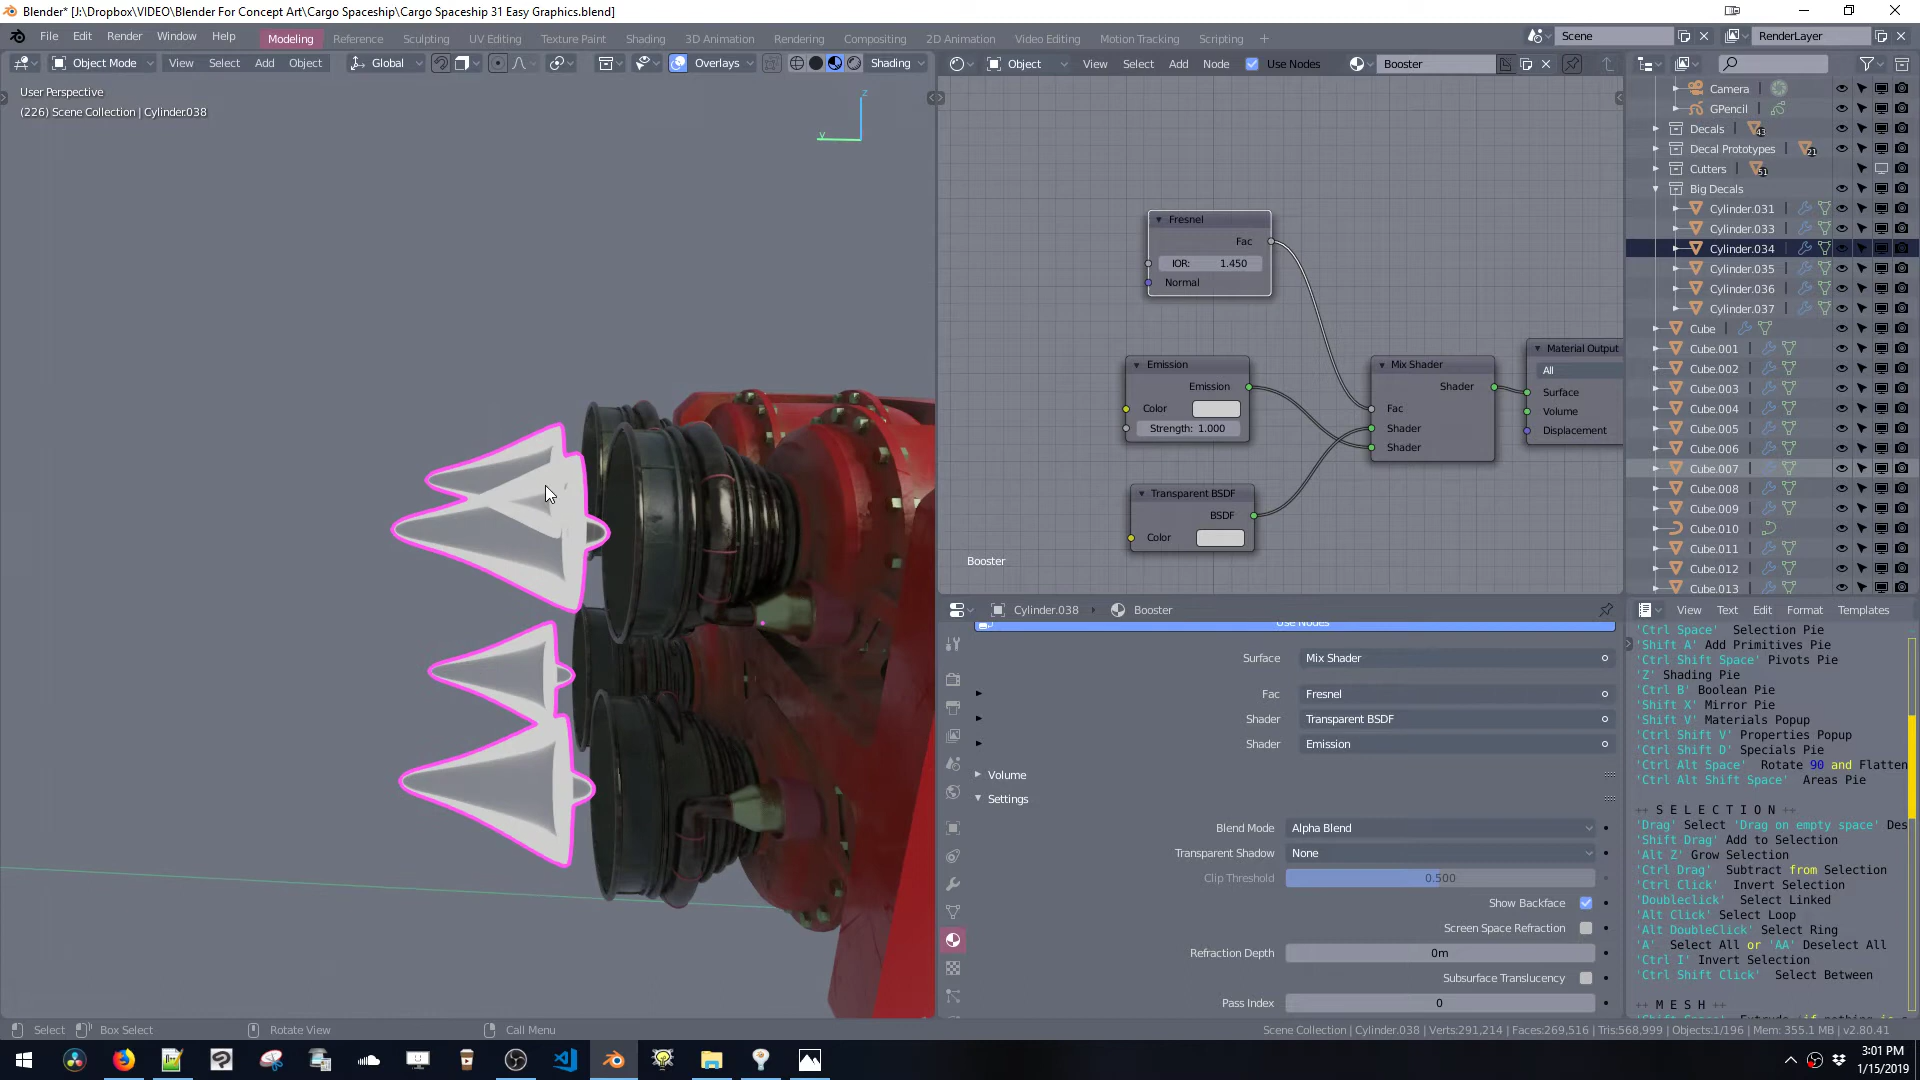 Blender* [J:\Dropbox\VIDEO\Blender For Concept Art\Cargo Spaceship\Cargo Spaceship 31 Easy Graphics.blend]
File Edit Render Window Help Modeling Reference Sculpting UV Editing Texture Paint Shading 3D Animation Rendering Compositing 2D Animation Video Editing Motion Tracking Scripting + Scene RenderLayer
Object Mode View Select Add Object Global Overlays Shading
Object View Select Add Node Use Nodes Booster
User Perspective
(226) Scene Collection | Cylinder.038
z
y
Fresnel
Fac
IOR: 1.450
Normal
Emission
Emission
Color
Strength: 1.000
Transparent BSDF
BSDF
Color
Mix Shader
Shader
Fac
Shader
Shader
Material Output
All
Surface
Volume
Displacement
Booster
Camera
GPencil
Decals 43
Decal Prototypes 21
Cutters 51
Big Decals
Cylinder.031
Cylinder.033
Cylinder.034
Cylinder.035
Cylinder.036
Cylinder.037
Cube
Cube.001
Cube.002
Cube.003
Cube.004
Cube.005
Cube.006
Cube.007
Cube.008
Cube.009
Cube.010
Cube.011
Cube.012
Cube.013
Cylinder.038 Booster
Use Nodes
Surface Mix Shader
Fac Fresnel
Shader Transparent BSDF
Shader Emission
Volume
Settings
Blend Mode Alpha Blend
Transparent Shadow None
Clip Threshold 0.500
Show Backface
Screen Space Refraction
Refraction Depth 0m
Subsurface Translucency
Pass Index 0
View Text Edit Format Templates
'Ctrl Space' Selection Pie
'Shift A' Add Primitives Pie
'Ctrl Shift Space' Pivots Pie
'Z' Shading Pie
'Ctrl B' Boolean Pie
'Shift X' Mirror Pie
'Shift V' Materials Popup
'Ctrl Shift V' Properties Popup
'Ctrl Shift D' Specials Pie
'Ctrl Alt Space' Rotate 90 and Flatten
'Ctrl Alt Shift Space' Areas Pie
++ S E L E C T I O N ++
'Drag' Select 'Drag on empty space' Des
'Shift Drag' Add to Selection
'Alt Z' Grow Selection
'Ctrl Drag' Subtract from Selection
'Ctrl Click' Invert Selection
'Doubleclick' Select Linked
'Alt Click' Select Loop
'Alt DoubleClick' Select Ring
'A' Select All or 'AA' Deselect All
'Ctrl I' Invert Selection
'Ctrl Shift Click' Select Between
++ M E S H ++
Select Box Select Rotate View Call Menu
Scene Collection | Cylinder.038 | Verts:291,214 | Faces:269,516 | Tris:568,999 | Objects:1/196 | Mem: 355.1 MB | v2.80.41
3:01 PM
1/15/2019